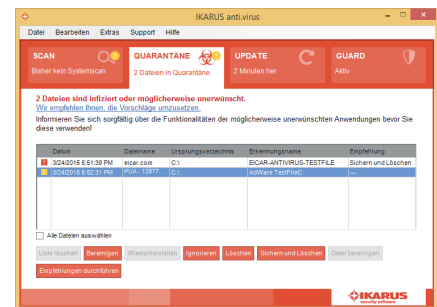 IKARUS anti.virus
Datei Bearbeiten Extras Support Hilfe
SCAN
Bisher kein Systemscan
QUARANTÄNE
2 Dateien in Quarantäne
UPDATE
2 Minuten her
GUARD
Aktiv
2 Dateien sind infiziert oder möglicherweise unerwünscht.
Wir empfehlen Ihnen, die Vorschläge umzusetzen.
Informieren Sie sich sorgfältig über die Funktionalitäten der möglicherweise unerwünschten Anwendungen bevor Sie
diese verwenden!
Datum Dateiname Ursprungsverzeichnis Erkennungsname Empfehlung
3/24/2016 5:51:39 PM eicar.com C:\ EICAR-ANTIVIRUS-TESTFILE Sichern und Löschen
3/24/2016 5:52:31 PM PUA - 12877... C:\ AdWare.TestFileC ---
Alle Dateien auswählen
Liste löschen Bereinigen Wiederherstellen Ignorieren Löschen Sichern und Löschen Datei bereinigen
Empfehlungen durchführen
IKARUS
security software